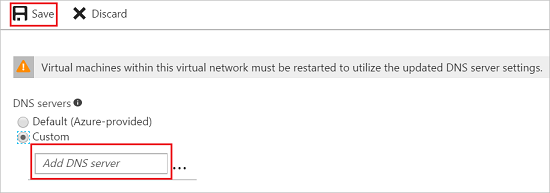 Save Discard
Virtual machines within this virtual network must be restarted to utilize the updated DNS server settings.
DNS servers
Default (Azure-provided)
Custom
Add DNS server ...